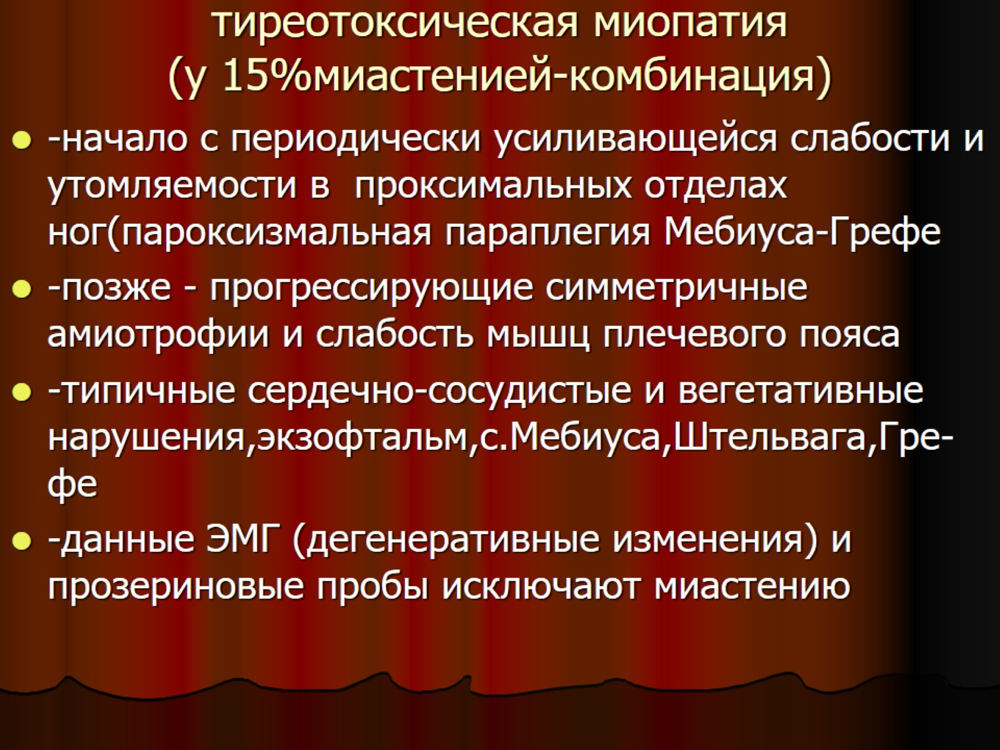 тиреотоксическая миопатия
(у 15%миастенией-комбинация)
-начало с периодически усиливающейся слабости и
утомляемости в  проксимальных отделах
ног(пароксизмальная параплегия Мебиуса-Грефе
-позже - прогрессирующие симметричные
амиотрофии и слабость мышц плечевого пояса
-типичные сердечно-сосудистые и вегетативные
нарушения,экзофтальм,с.Мебиуса,Штельвага,Гре-
фе
-данные ЭМГ (дегенеративные изменения) и
прозериновые пробы исключают миастению